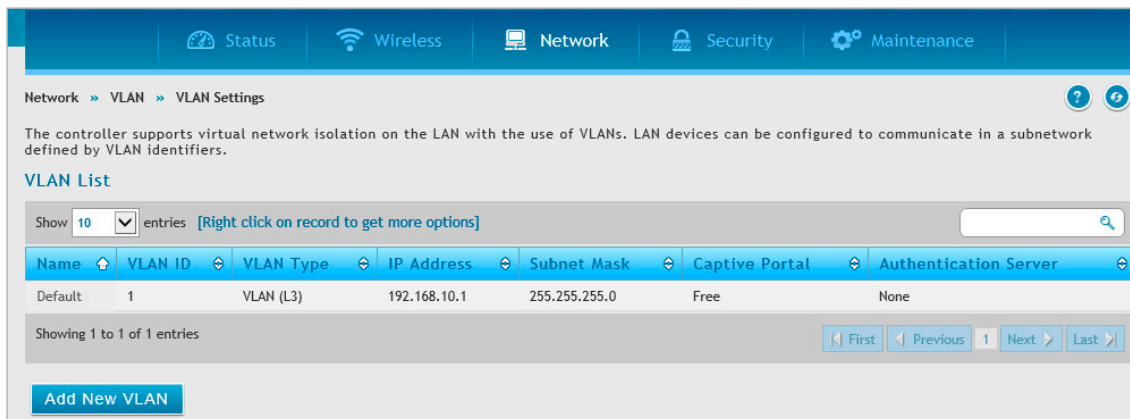 Status Wireless Network Security Maintenance
Network » VLAN » VLAN Settings
The controller supports virtual network isolation on the LAN with the use of VLANs. LAN devices can be configured to communicate in a subnetwork
defined by VLAN identifiers.
VLAN List
Show 10 entries [Right click on record to get more options]
Name VLAN ID VLAN Type IP Address Subnet Mask Captive Portal Authentication Server
Default 1 VLAN (L3) 192.168.10.1 255.255.255.0 Free None
Showing 1 to 1 of 1 entries First Previous 1 Next Last
Add New VLAN